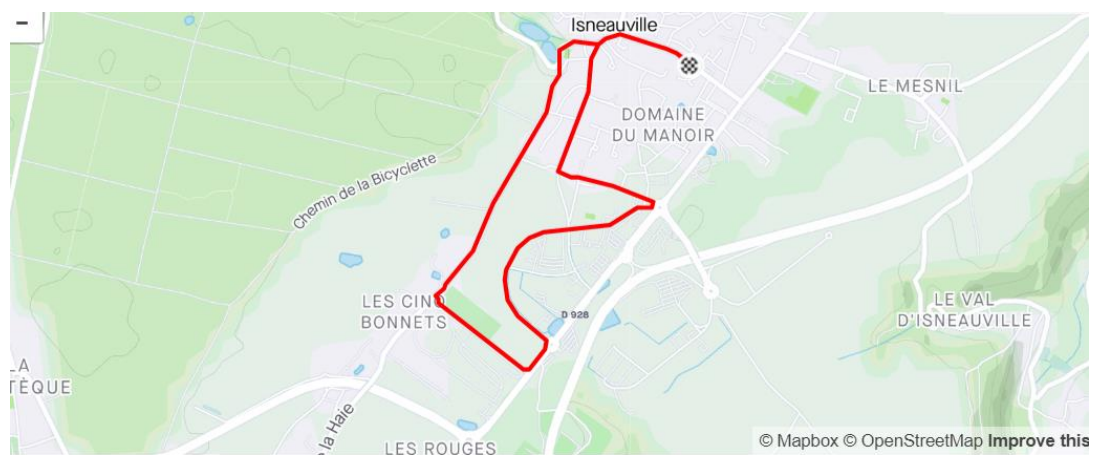 Isneauville
LE MESNIL
DOMAINE
DU MANOIR
Chemin de la Bicyclette
LES CINQ
BONNETS
D 928
LE VAL
D'ISNEAUVILLE
LA
TÈQUE
la Haie
LES ROUGES
© Mapbox © OpenStreetMap Improve this